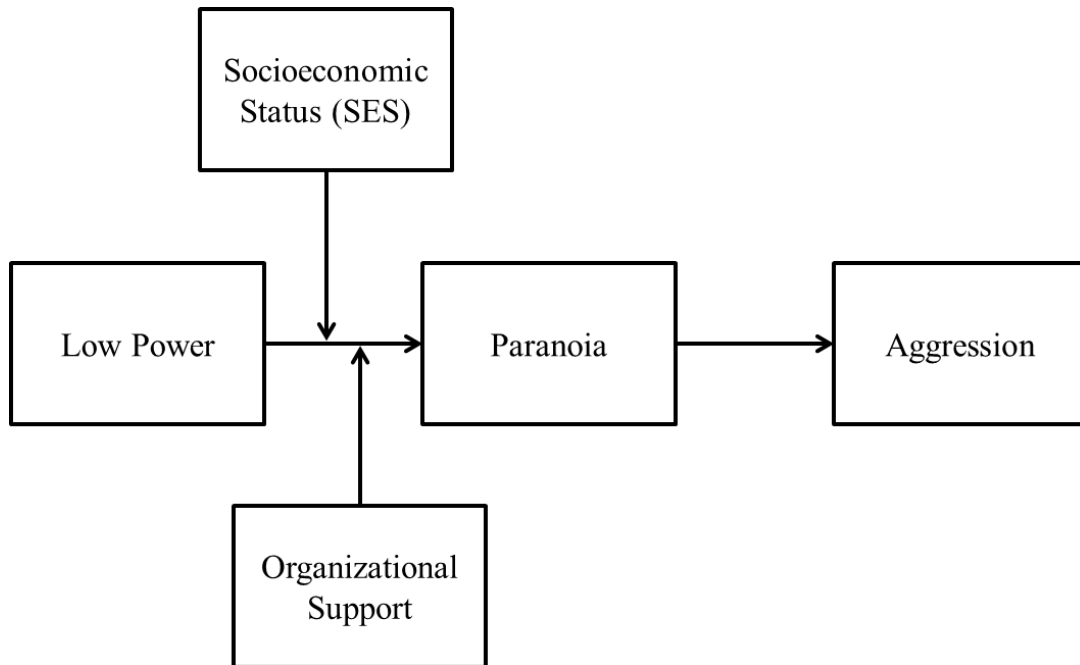 Socioeconomic
Status (SES)
Low Power
Paranoia
Aggression
Organizational
Support